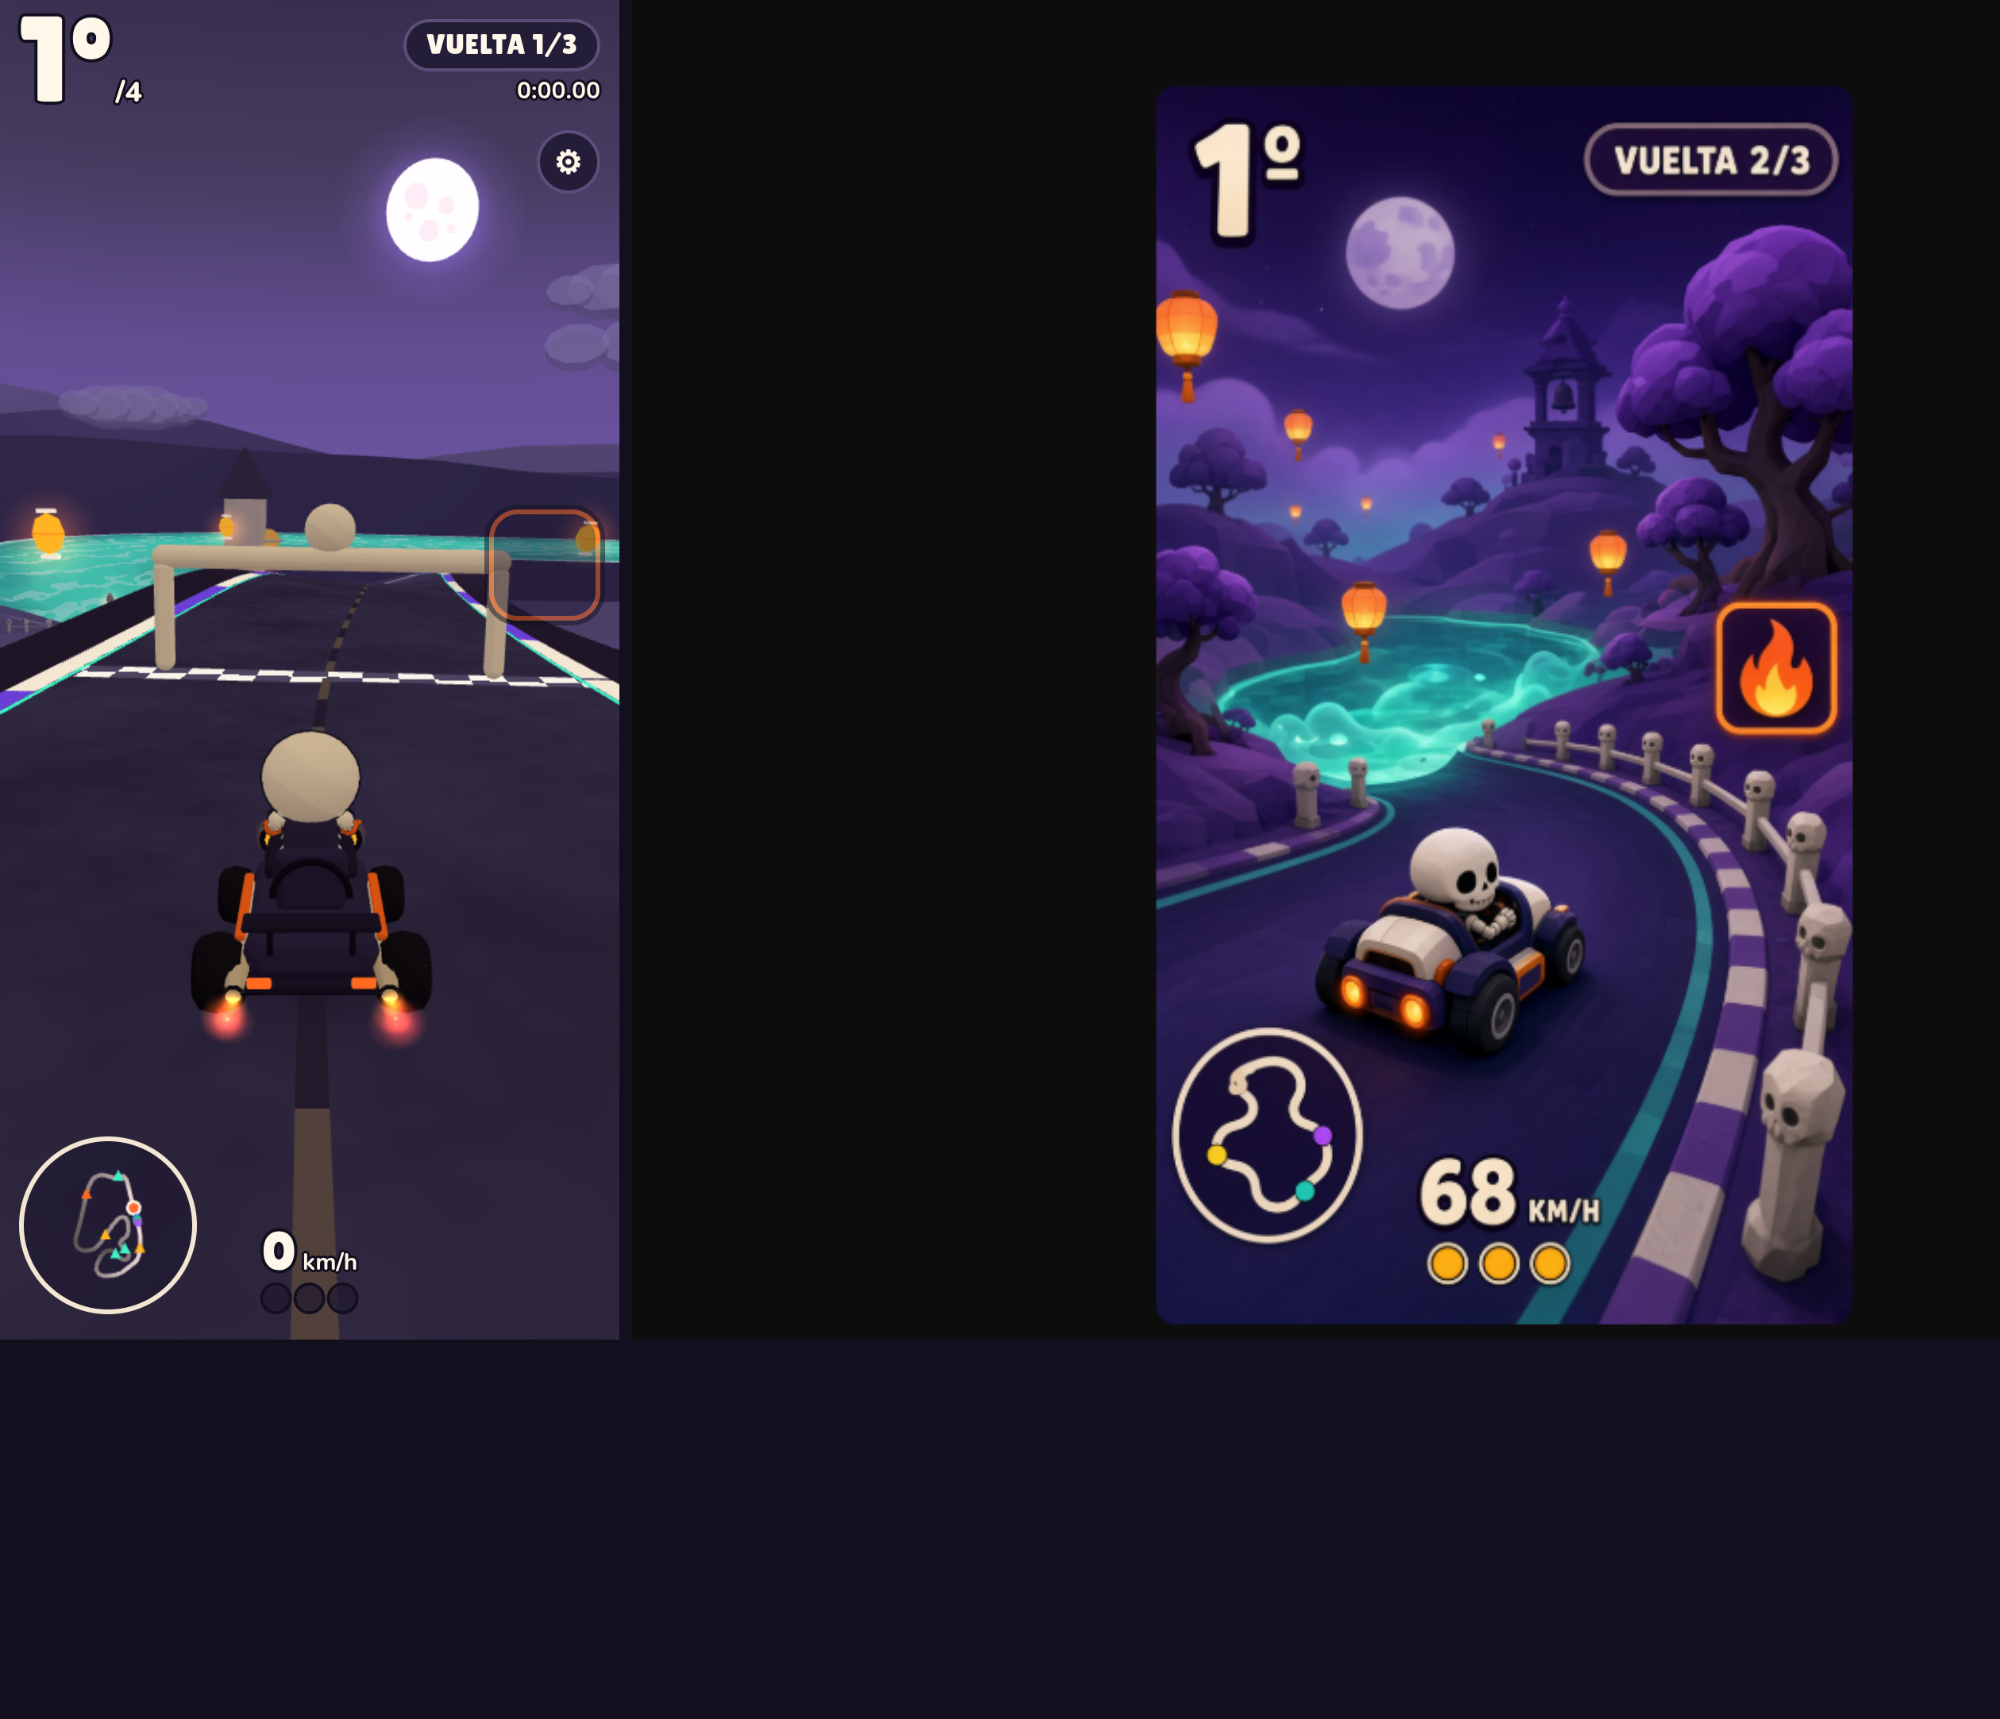 1º
/4
VUELTA 1/3
0:00.00
0 km/h
1º
VUELTA 2/3
68 KM/H